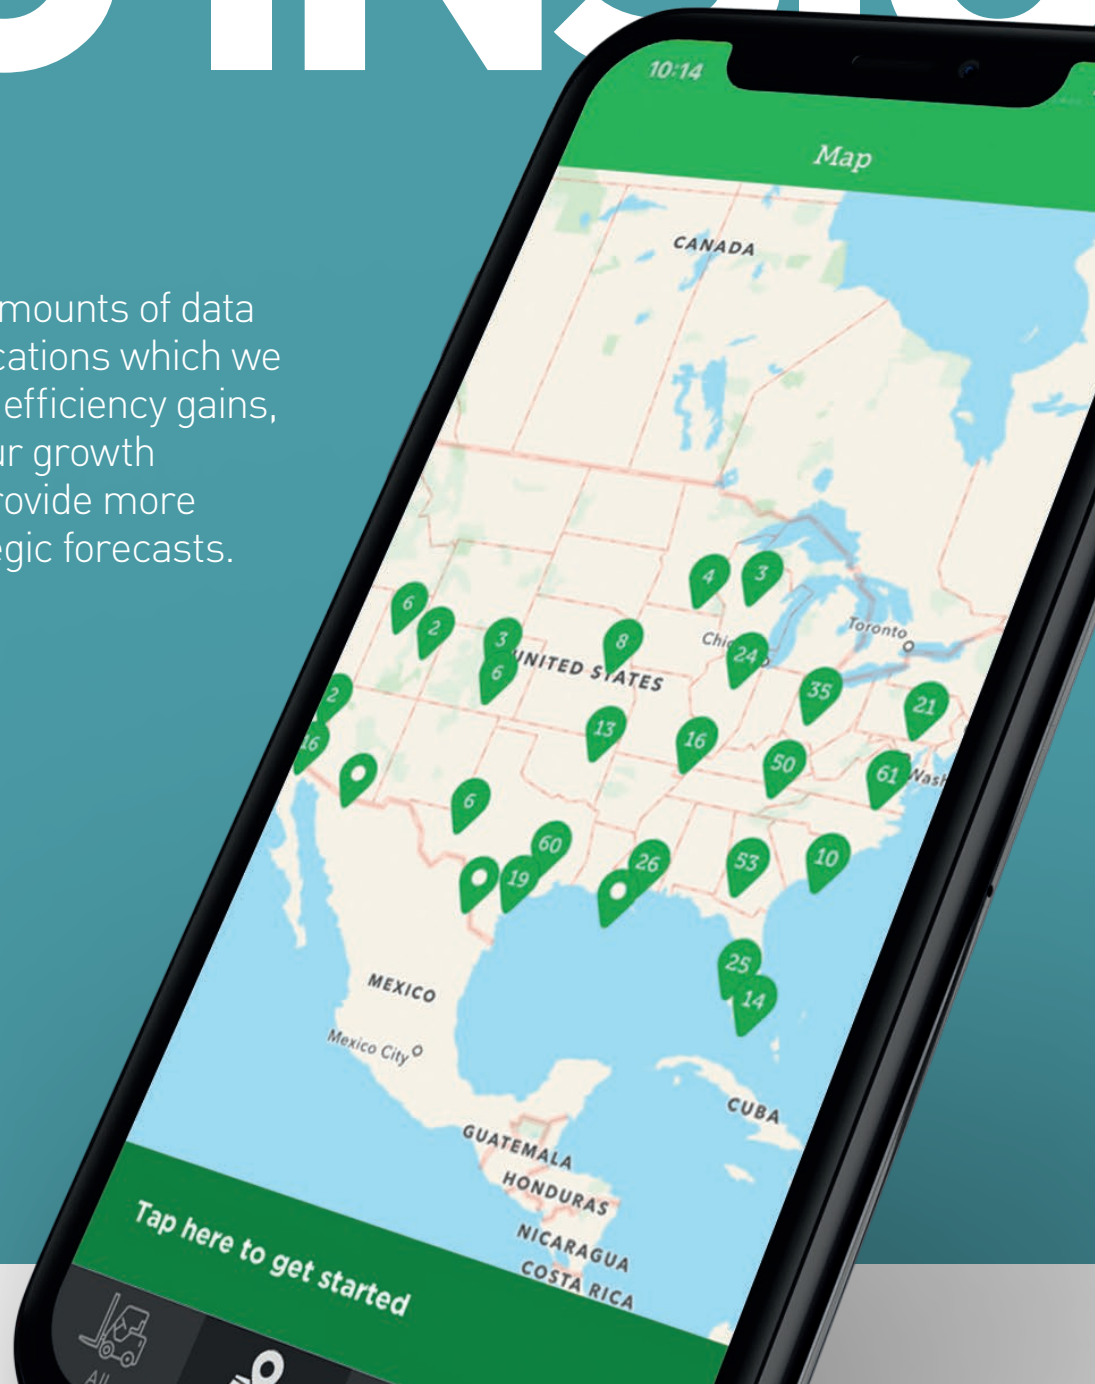 10:14
Map
CANADA
mounts of data
cations which we
efficiency gains,
ur growth
rovide more
egic forecasts.
4
3
6
2
Toronto
3
8
Chic
24
6
UNITED STATES
35
21
2
13
16
16
50
61
Wash
6
60
26
53
10
19
25
14
MEXICO
Mexico City
CUBA
GUATEMALA
HONDURAS
NICARAGUA
COSTA RICA
Tap here to get started
All